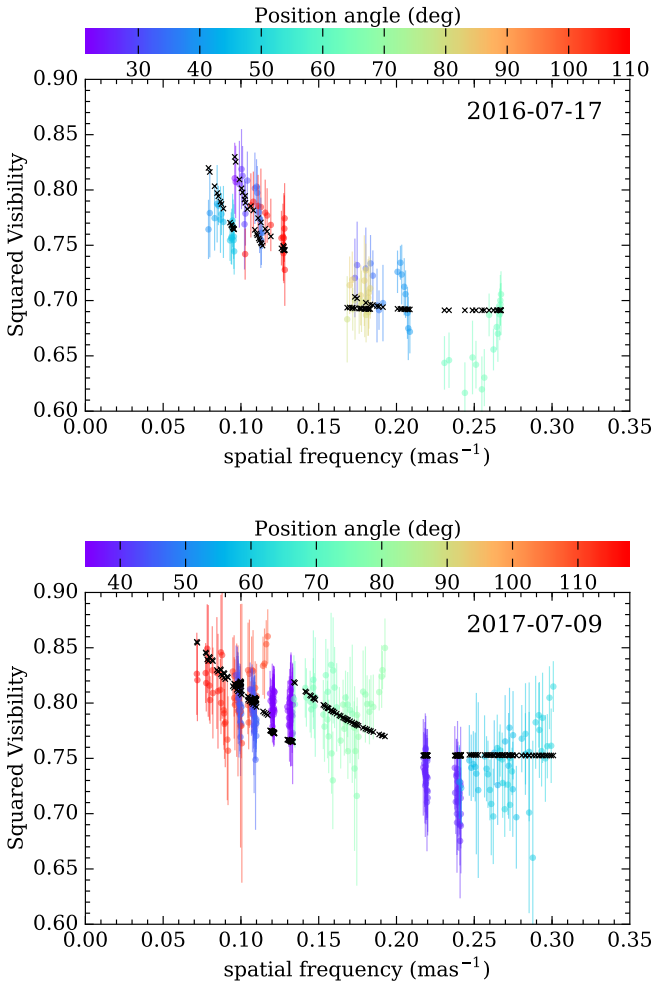 Position angle (deg)
30 40 50 60 70 80 90 100 110
0.90
0.85
0.80
0.75
0.70
0.65
0.60
Squared Visibility
2016-07-17
0.00 0.05 0.10 0.15 0.20 0.25 0.30 0.35
spatial frequency (mas⁻¹)
Position angle (deg)
40 50 60 70 80 90 100 110
0.90
0.85
0.80
0.75
0.70
0.65
0.60
Squared Visibility
2017-07-09
0.00 0.05 0.10 0.15 0.20 0.25 0.30 0.35
spatial frequency (mas⁻¹)